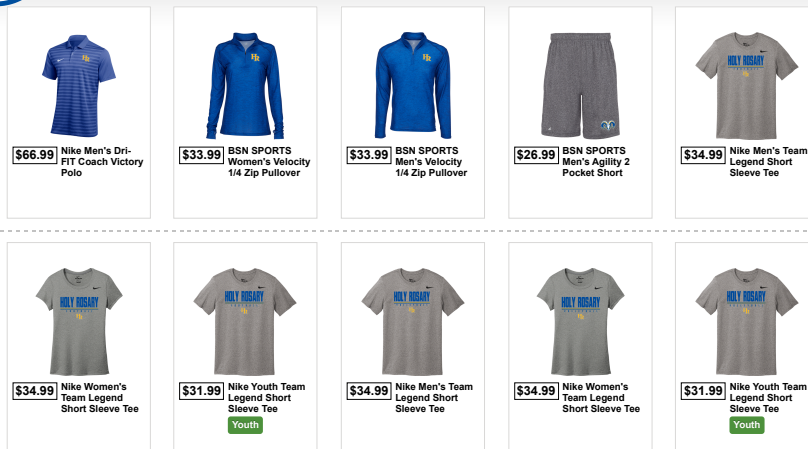 $66.99
Nike Men's Dri-
FIT Coach Victory
Polo
$33.99
BSN SPORTS
Women's Velocity
1/4 Zip Pullover
$33.99
BSN SPORTS
Men's Velocity
1/4 Zip Pullover
$26.99
BSN SPORTS
Men's Agility 2
Pocket Short
HOLY ROSARY
$34.99
Nike Men's Team
Legend Short
Sleeve Tee
HOLY ROSARY
HR
$34.99
Nike Women's
Team Legend
Short Sleeve Tee
HOLY ROSARY
HR
$31.99
Nike Youth Team
Legend Short
Sleeve Tee
Youth
HOLY ROSARY
HR
$34.99
Nike Men's Team
Legend Short
Sleeve Tee
HOLY ROSARY
HR
$34.99
Nike Women's
Team Legend
Short Sleeve Tee
HOLY ROSARY
HR
$31.99
Nike Youth Team
Legend Short
Sleeve Tee
Youth